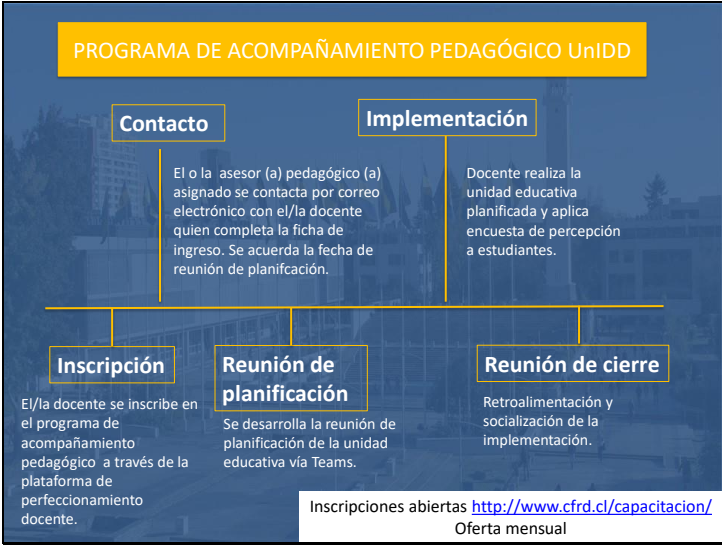 PROGRAMA DE ACOMPAÑAMIENTO PEDAGÓGICO UnIDD
Contacto
El o la  asesor (a) pedagógico (a)
asignado se contacta por correo
electrónico con el/la docente
quien completa la ficha de
ingreso. Se acuerda la fecha de
reunión de planifcación.
Implementación
Docente realiza la
unidad educativa
planificada y aplica
encuesta de percepción
a estudiantes.
Inscripción
El/la docente se inscribe en
el programa de
acompañamiento
pedagógico  a través de la
plataforma de
perfeccionamiento
docente.
Reunión de
planificación
Se desarrolla la reunión de
planificación de la unidad
educativa vía Teams.
Reunión de cierre
Retroalimentación y
socialización de la
implementación.
Inscripciones abiertas http://www.cfrd.cl/capacitacion/
Oferta mensual